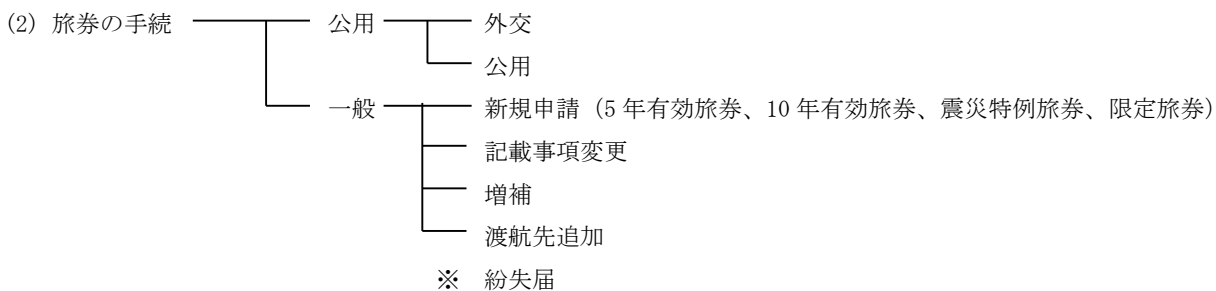 (2) 旅券の手続 公用 外交
公用
一般 新規申請（5 年有効旅券、10 年有効旅券、震災特例旅券、限定旅券）
記載事項変更
増補
渡航先追加
※ 紛失届